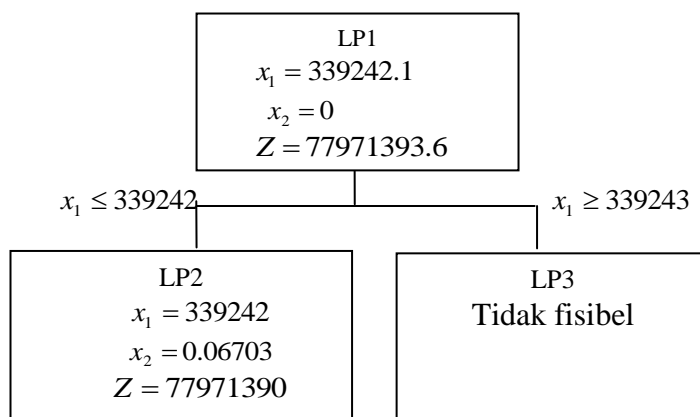 LP1
x₁ = 339242.1
x₂ = 0
Z = 77971393.6
x₁ ≤ 339242
x₁ ≥ 339243
LP2
x₁ = 339242
x₂ = 0.06703
Z = 77971390
LP3
Tidak fisibel